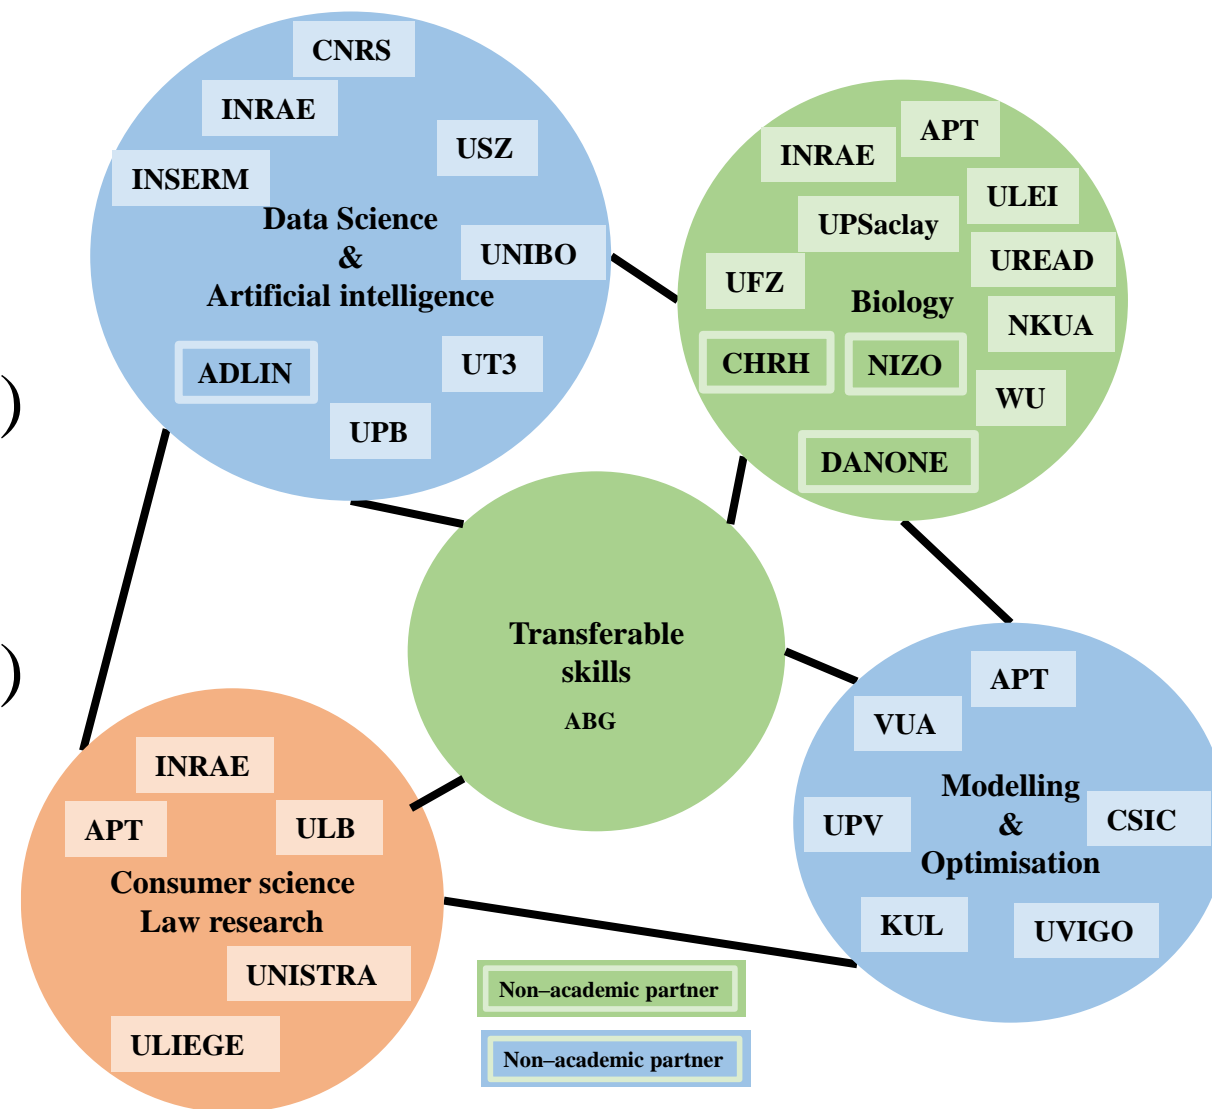 CNRS
INRAE
USZ
INSERM
Data Science
&
Artificial intelligence
UNIBO
ADLIN
UT3
UPB
APT
INRAE
ULEI
UPSaclay
UREAD
UFZ
Biology
NKUA
CHRH
NIZO
WU
DANONE
)
)
Transferable
skills
ABG
APT
VUA
Modelling
&
Optimisation
UPV
CSIC
KUL
UVIGO
INRAE
APT
ULB
Consumer science
Law research
UNISTRA
ULIEGE
Non–academic partner
Non–academic partner